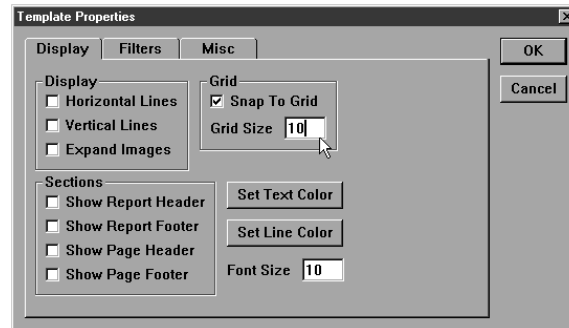 Template Properties
Display Filters Misc
OK
Cancel
Display
Horizontal Lines
Vertical Lines
Expand Images
Grid
Snap To Grid
Grid Size 10
Sections
Show Report Header
Show Report Footer
Show Page Header
Show Page Footer
Set Text Color
Set Line Color
Font Size 10